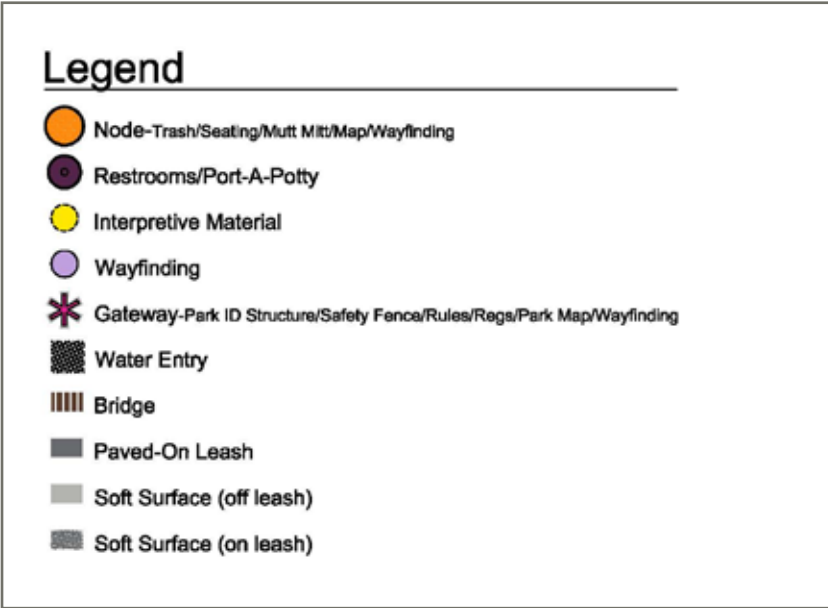 Legend
Node-Trash/Seating/Mutt Mitt/Map/Wayfinding
Restrooms/Port-A-Potty
Interpretive Material
Wayfinding
Gateway-Park ID Structure/Safety Fence/Rules/Regs/Park Map/Wayfinding
Water Entry
Bridge
Paved-On Leash
Soft Surface (off leash)
Soft Surface (on leash)